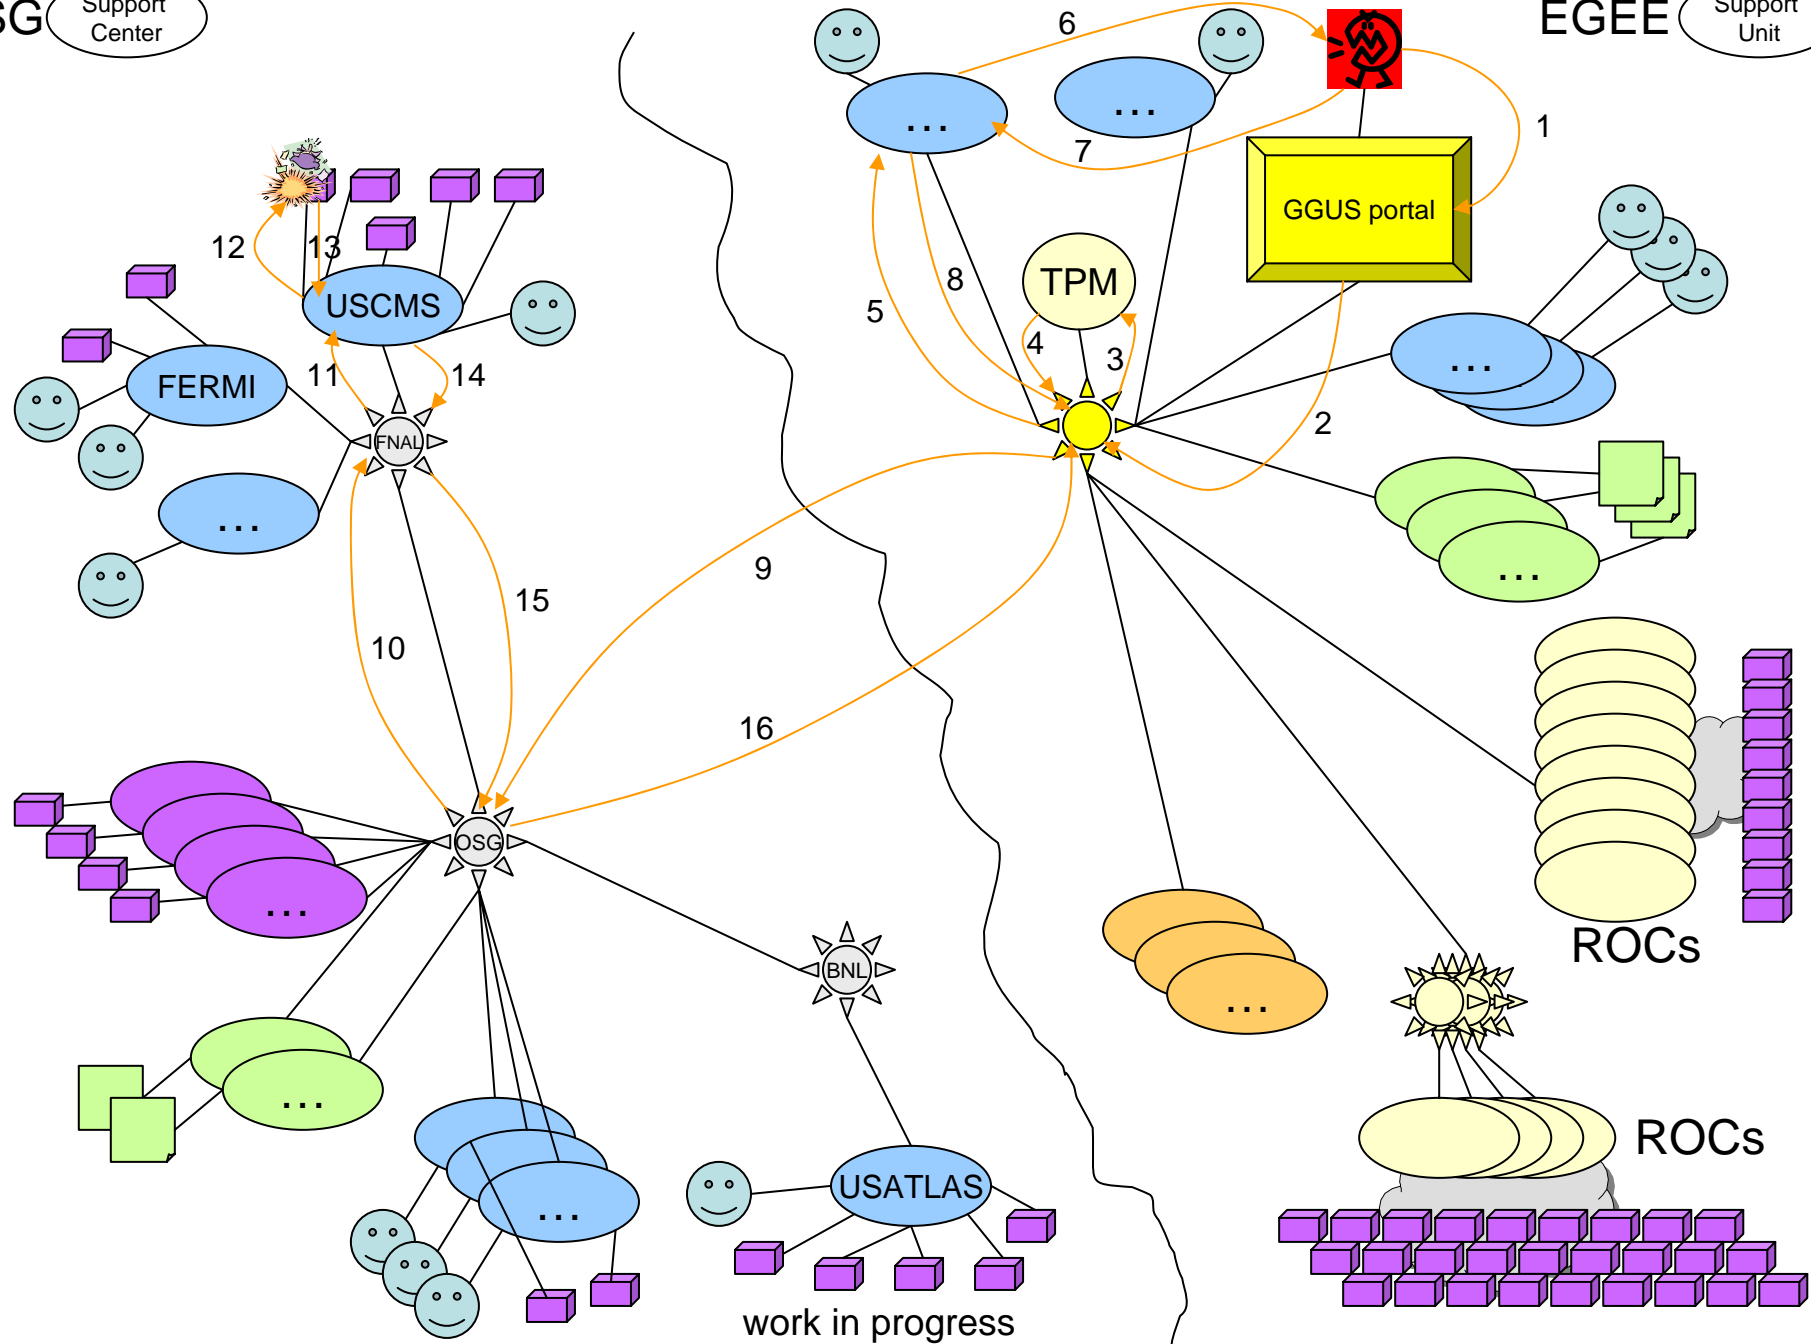 SG
Support
Center
EGEE
Support
Unit
6
...
...
7
1
GGUS portal
12
13
USCMS
TPM
5
8
4
3
FERMI
11
14
...
FNAL
2
...
9
...
15
10
16
OSG
...
ROCs
BNL
...
...
ROCs
USATLAS
...
work in progress